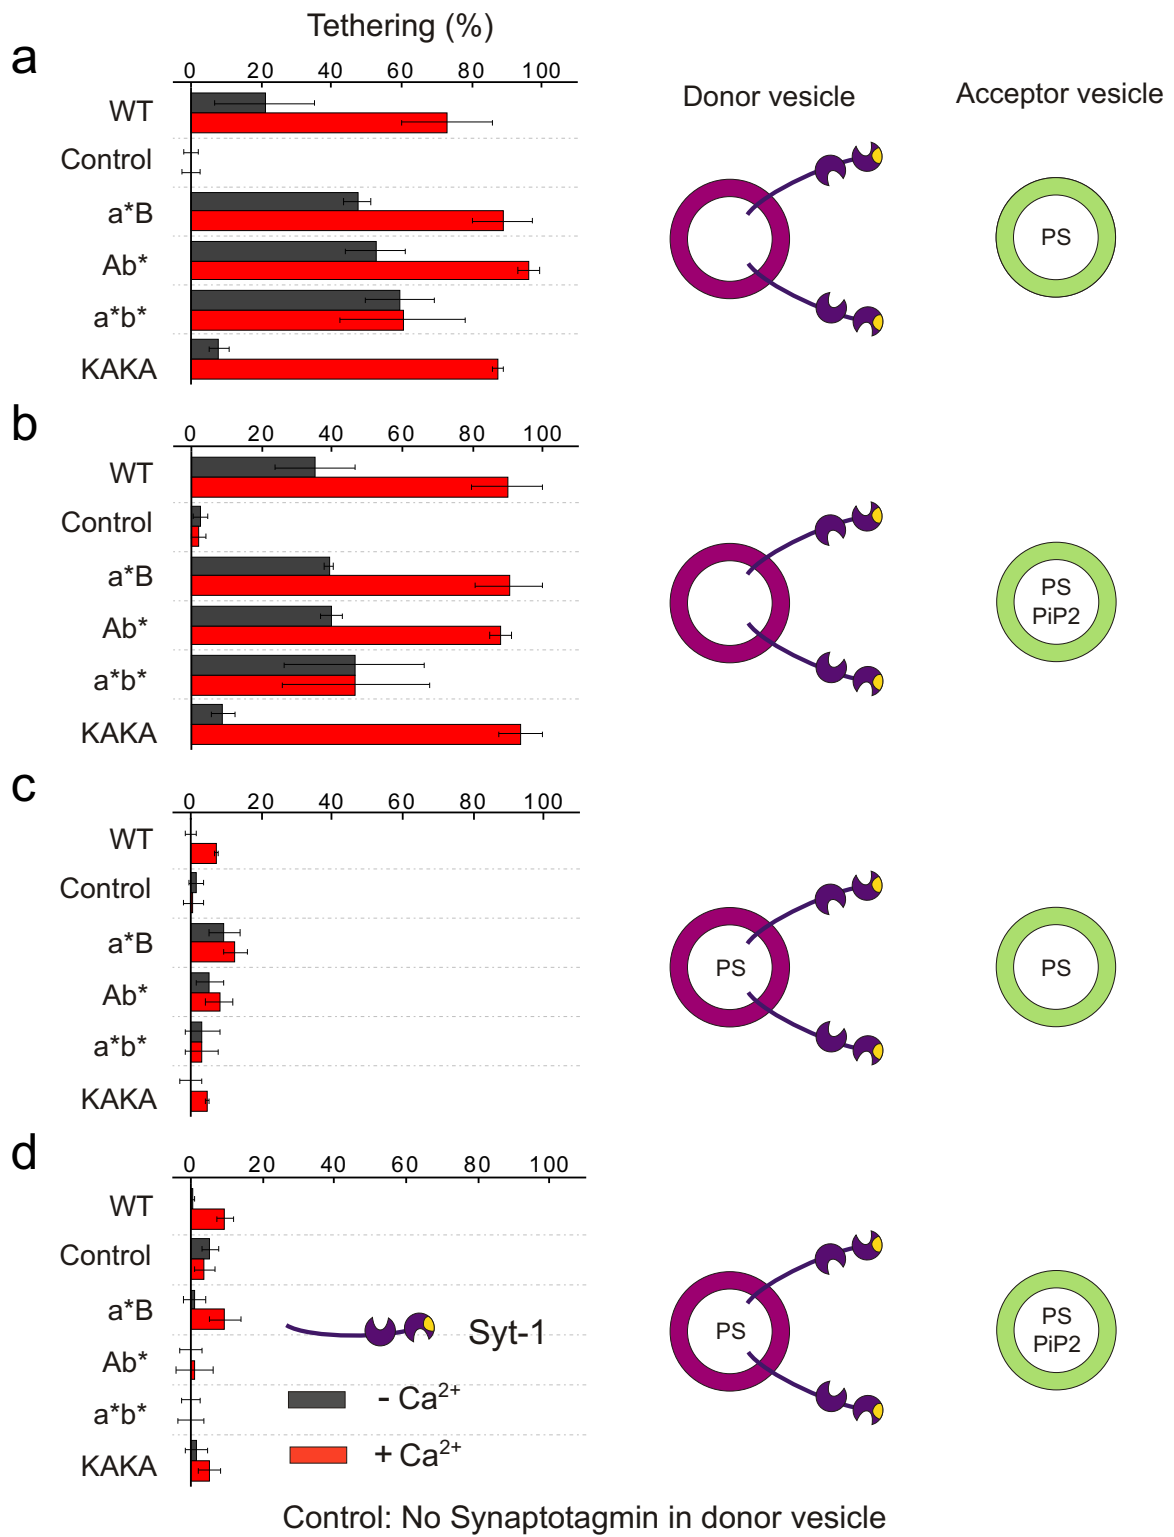 Tethering (%)
a
0 20 40 60 80 100
Donor vesicle
Acceptor vesicle
WT
Control
a*B
Ab*
a*b*
KAKA
PS
b
0 20 40 60 80 100
WT
Control
a*B
Ab*
a*b*
KAKA
PS
PiP2
c
0 20 40 60 80 100
WT
Control
a*B
Ab*
a*b*
KAKA
PS
PS
d
0 20 40 60 80 100
WT
Control
a*B
Ab*
a*b*
KAKA
Syt-1
- Ca²⁺
+ Ca²⁺
PS
PS
PiP2
Control: No Synaptotagmin in donor vesicle